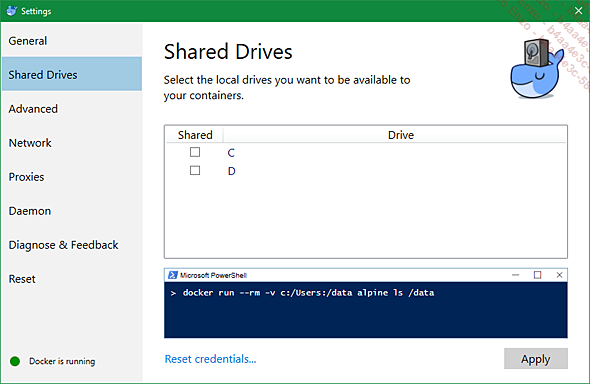 Settings
General
Shared Drives
Advanced
Network
Proxies
Daemon
Diagnose & Feedback
Reset
Docker is running
Shared Drives
Select the local drives you want to be available to
your containers.
Shared Drive
C
D
Microsoft PowerShell
> docker run --rm -v c:/Users:/data alpine ls /data
Reset credentials...
Apply